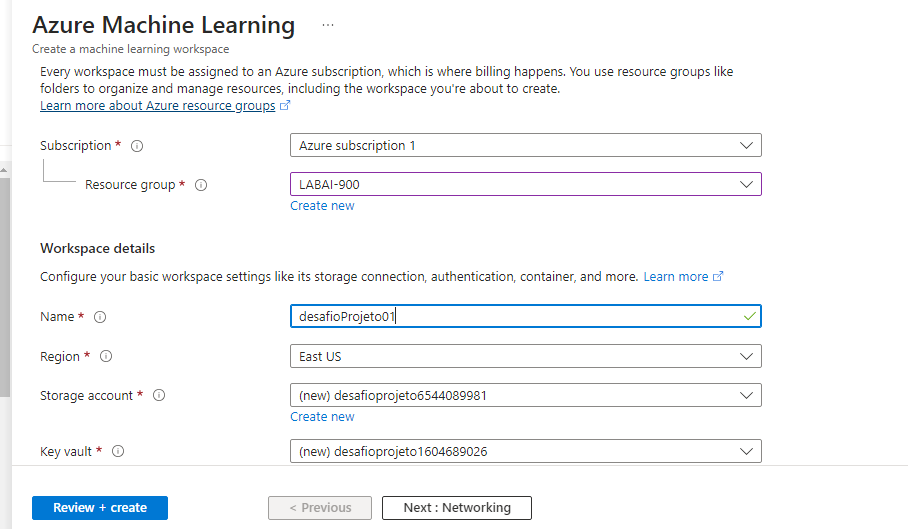 Azure Machine Learning ...
Create a machine learning workspace
Every workspace must be assigned to an Azure subscription, which is where billing happens. You use resource groups like
folders to organize and manage resources, including the workspace you're about to create.
Learn more about Azure resource groups
Subscription *
Azure subscription 1
Resource group *
LABAI-900
Create new
Workspace details
Configure your basic workspace settings like its storage connection, authentication, container, and more. Learn more
Name *
desafioProjeto01
Region *
East US
Storage account *
(new) desafioprojeto6544089981
Create new
Key vault *
(new) desafioprojeto1604689026
Review + create
< Previous
Next : Networking